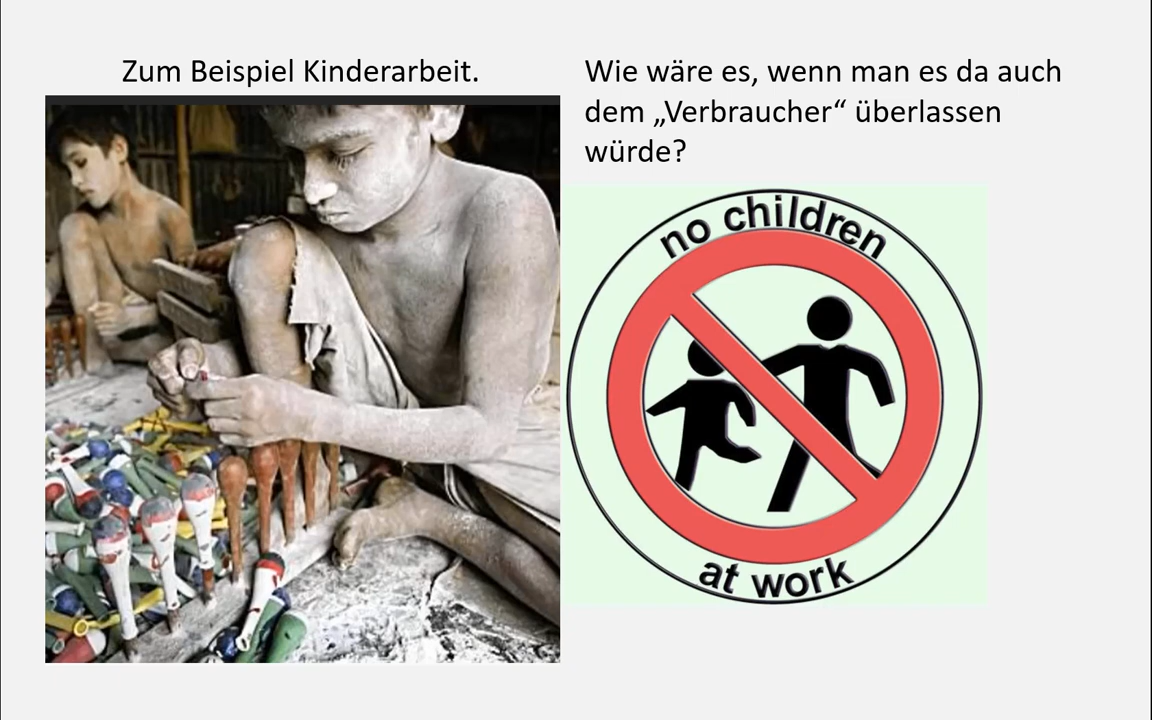 Zum Beispiel Kinderarbeit.
Wie wäre es, wenn man es da auch
dem „Verbraucher“ überlassen
würde?
no children
at work